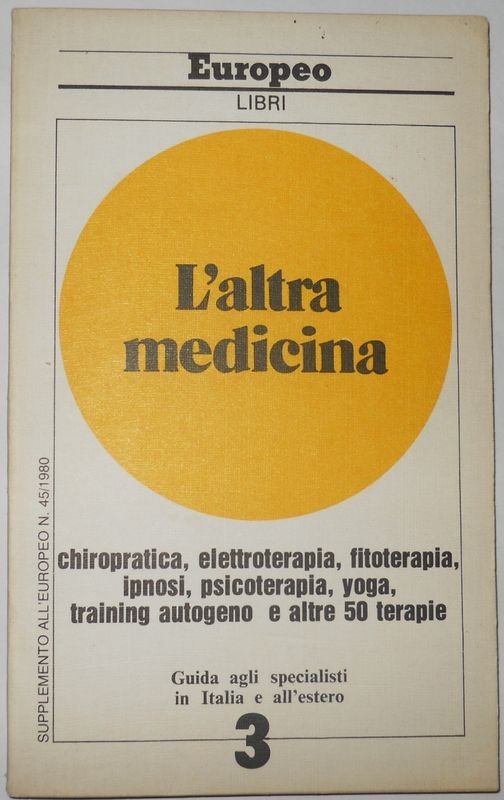 Europeo
LIBRI
L'altra
medicina
SUPPLEMENTO ALL'EUROPEO N. 45/1980
chiropratica, elettroterapia, fitoterapia,
ipnosi, psicoterapia, yoga,
training autogeno e altre 50 terapie
Guida agli specialisti
in Italia e all'estero
3